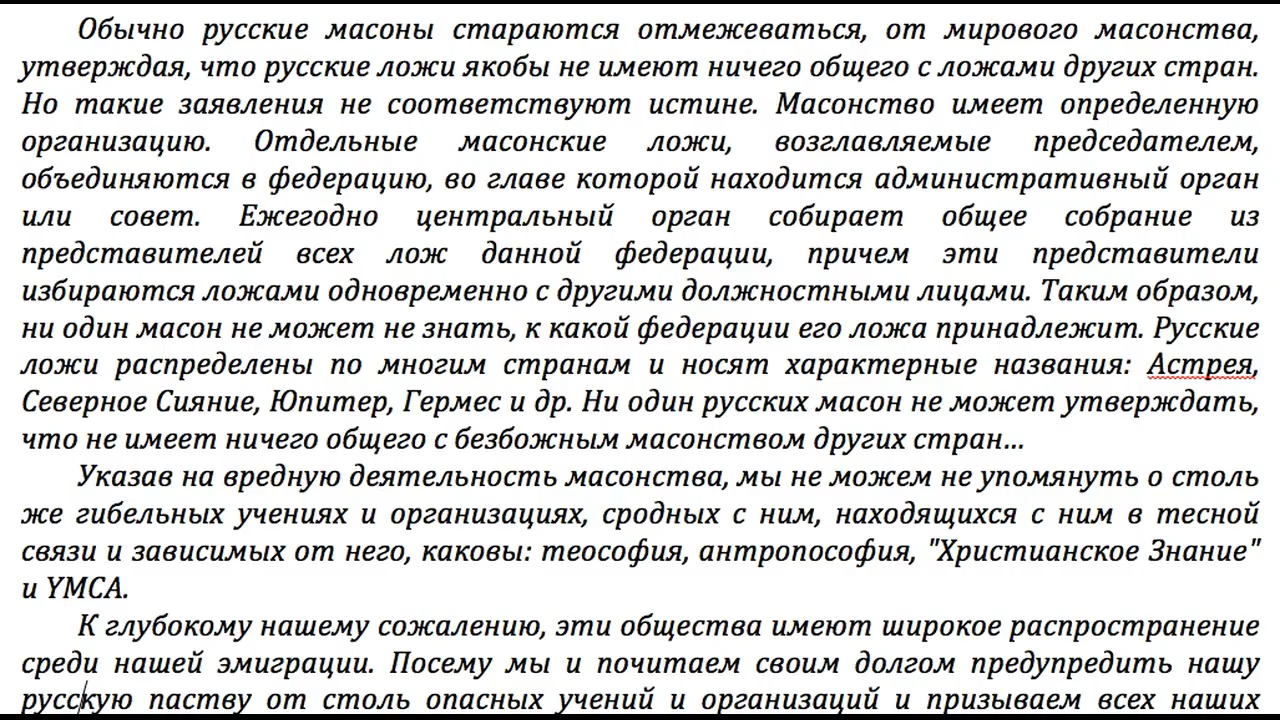 Обычно русские масоны стараются отмежеваться, от мирового масонства,
утверждая, что русские ложи якобы не имеют ничего общего с ложами других стран.
Но такие заявления не соответствуют истине. Масонство имеет определенную
организацию. Отдельные масонские ложи, возглавляемые председателем,
объединяются в федерацию, во главе которой находится административный орган
или совет. Ежегодно центральный орган собирает общее собрание из
представителей всех лож данной федерации, причем эти представители
избираются ложами одновременно с другими должностными лицами. Таким образом,
ни один масон не может не знать, к какой федерации его ложа принадлежит. Русские
ложи распределены по многим странам и носят характерные названия: Астрея,
Северное Сияние, Юпитер, Гермес и др. Ни один русских масон не может утверждать,
что не имеет ничего общего с безбожным масонством других стран...
Указав на вредную деятельность масонства, мы не можем не упомянуть о столь
же гибельных учениях и организациях, сродных с ним, находящихся с ним в тесной
связи и зависимых от него, каковы: теософия, антропософия, "Христианское Знание"
и YMCA.
К глубокому нашему сожалению, эти общества имеют широкое распространение
среди нашей эмиграции. Посему мы и почитаем своим долгом предупредить нашу
русскую паству от столь опасных учений и организаций и призываем всех наших